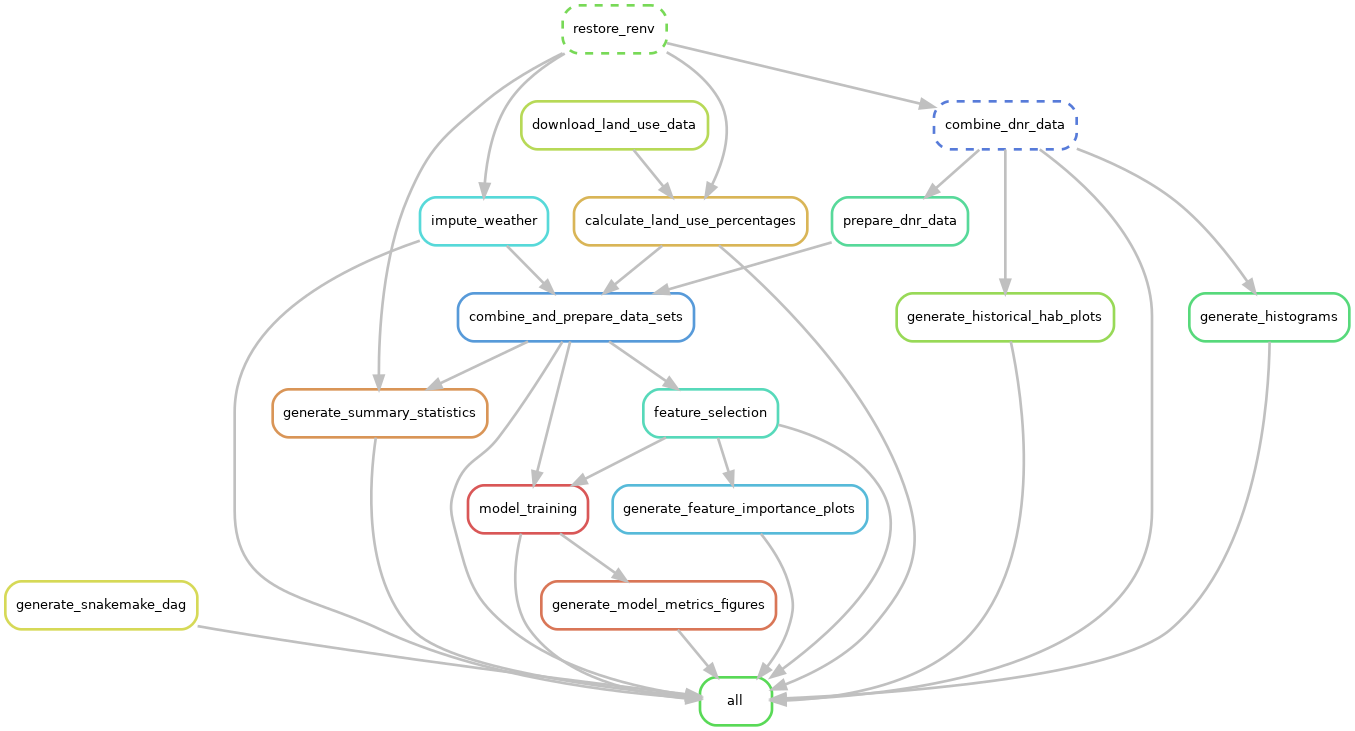 restore_renv
download_land_use_data
combine_dnr_data
impute_weather
calculate_land_use_percentages
prepare_dnr_data
combine_and_prepare_data_sets
generate_historical_hab_plots
generate_histograms
generate_summary_statistics
feature_selection
model_training
generate_feature_importance_plots
generate_snakemake_dag
generate_model_metrics_figures
all